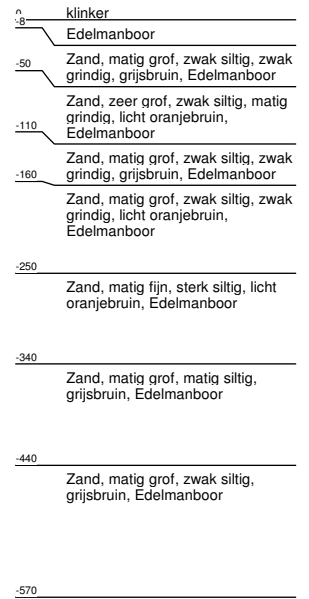 0 klinker
-8
Edelmanboor
-50
Zand, matig grof, zwak siltig, zwak
grindig, grijsbruin, Edelmanboor
Zand, zeer grof, zwak siltig, matig
grindig, licht oranjebruin,
-110
Edelmanboor
Zand, matig grof, zwak siltig, zwak
-160
grindig, grijsbruin, Edelmanboor
Zand, matig grof, zwak siltig, zwak
grindig, licht oranjebruin,
Edelmanboor
-250
Zand, matig fijn, sterk siltig, licht
oranjebruin, Edelmanboor
-340
Zand, matig grof, matig siltig,
grijsbruin, Edelmanboor
-440
Zand, matig grof, zwak siltig,
grijsbruin, Edelmanboor
-570